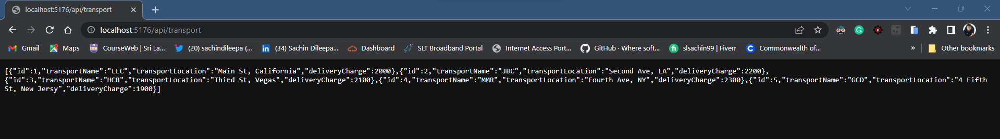 localhost:5176/api/transport
localhost:5176/api/transport
Gmail Maps CourseWeb | Sri La... (20) sachindileepa (... (34) Sachin Dileepa... Dashboard SLT Broadband Portal Internet Access Port... GitHub · Where soft... slsachin99 | Fiverr Commonwealth of... » Other bookmarks
[{"id":1,"transportName":"LLC","transportLocation":"Main St, California","deliveryCharge":2000},{"id":2,"transportName":"JBC","transportLocation":"Second Ave, LA","deliveryCharge":2200},
{"id":3,"transportName":"HCB","transportLocation":"Third St, Vegas","deliveryCharge":2100},{"id":4,"transportName":"MMR","transportLocation":"Fourth Ave, NY","deliveryCharge":2300},{"id":5,"transportName":"GCD","transportLocation":"4 Fifth
St, New Jersy","deliveryCharge":1900}]